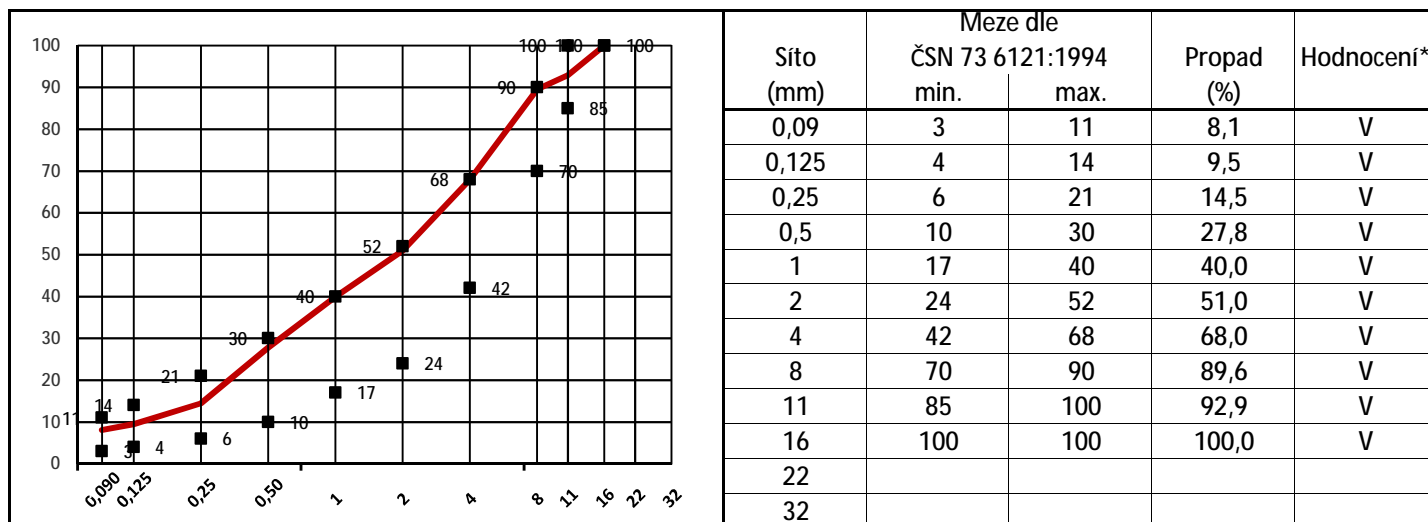 100
90
80
70
60
50
40
30
20
10
0
100 100 100
90
85
70
68
52
42
40
30
24
21
17
14
11
10
6
4
3
0,090 0,125 0,25 0,50 1 2 4 8 11 16 22 32
Meze dle
Síto ČSN 73 6121:1994 Propad Hodnocení*
(mm) min. max. (%)
0,09 3 11 8,1 V
0,125 4 14 9,5 V
0,25 6 21 14,5 V
0,5 10 30 27,8 V
1 17 40 40,0 V
2 24 52 51,0 V
4 42 68 68,0 V
8 70 90 89,6 V
11 85 100 92,9 V
16 100 100 100,0 V
22
32